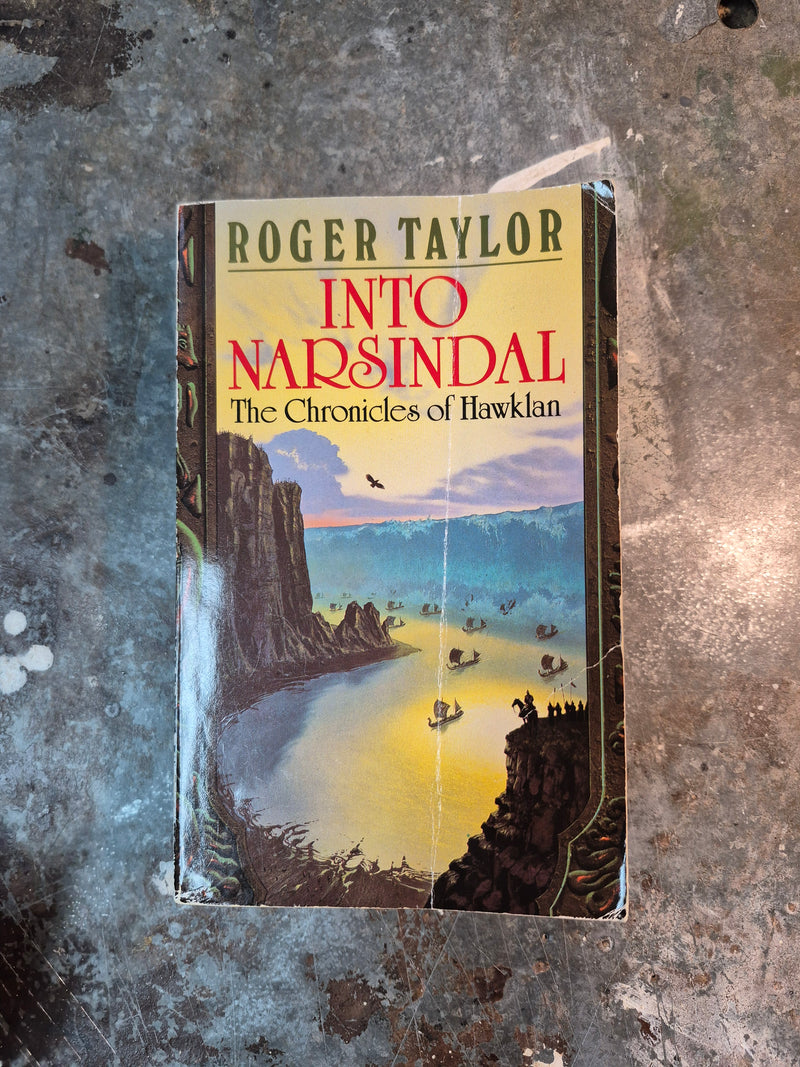 ROGER TAYLOR
INTO
NARSINDAL
The Chronicles of Hawklan